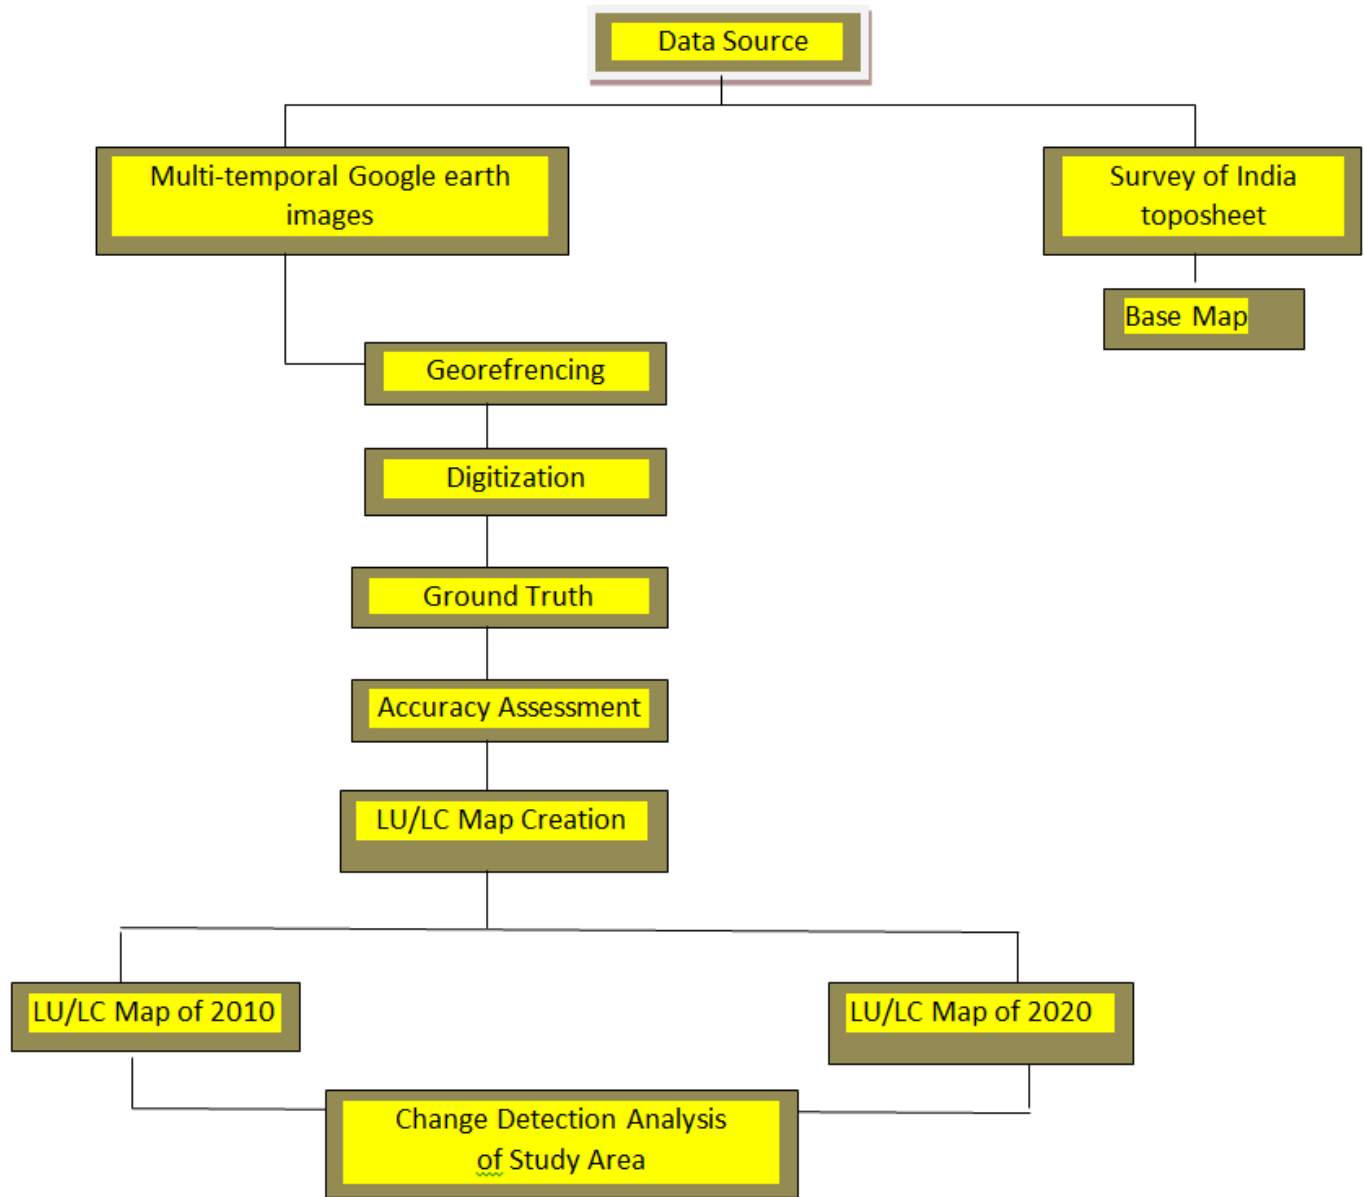 Data Source
Multi-temporal Google earth
images
Survey of India
toposheet
Base Map
Georefrencing
Digitization
Ground Truth
Accuracy Assessment
LU/LC Map Creation
LU/LC Map of 2010
LU/LC Map of 2020
Change Detection Analysis
of Study Area